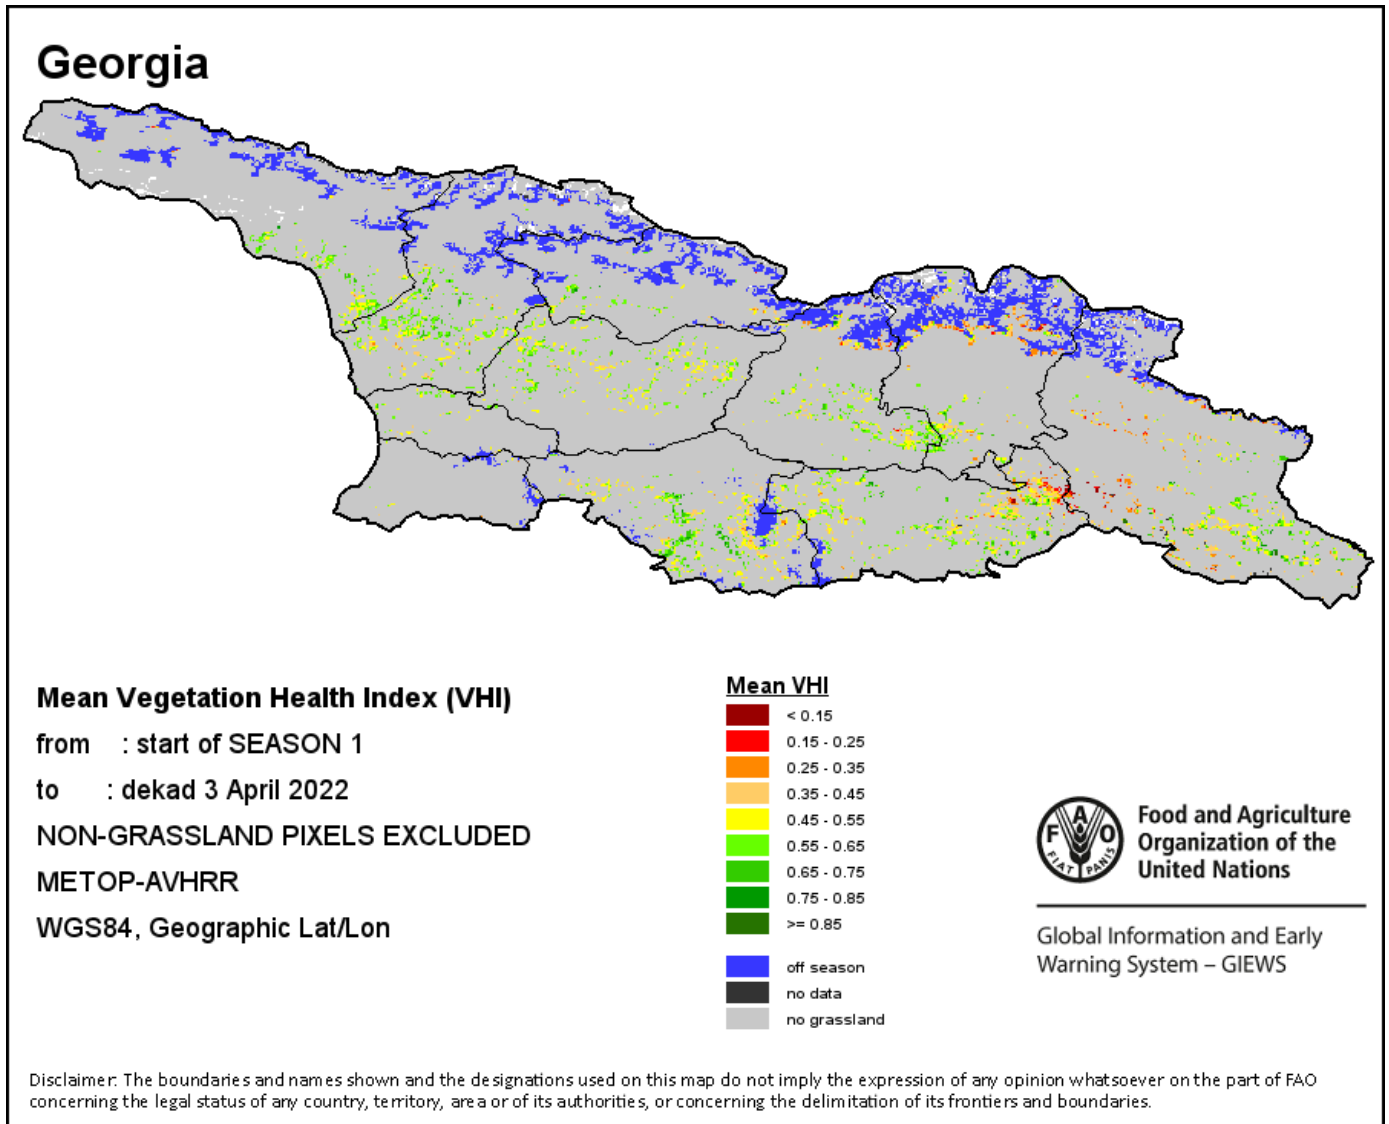 Georgia
Mean Vegetation Health Index (VHI)
from : start of SEASON 1
to : dekad 3 April 2022
NON-GRASSLAND PIXELS EXCLUDED
METOP-AVHRR
WGS84, Geographic Lat/Lon
Mean VHI
< 0.15
0.15 - 0.25
0.25 - 0.35
0.35 - 0.45
0.45 - 0.55
0.55 - 0.65
0.65 - 0.75
0.75 - 0.85
>= 0.85
off season
no data
no grassland
F A O
FIAT PANIS
Food and Agriculture
Organization of the
United Nations
Global Information and Early
Warning System – GIEWS
Disclaimer: The boundaries and names shown and the designations used on this map do not imply the expression of any opinion whatsoever on the part of FAO
concerning the legal status of any country, territory, area or of its authorities, or concerning the delimitation of its frontiers and boundaries.